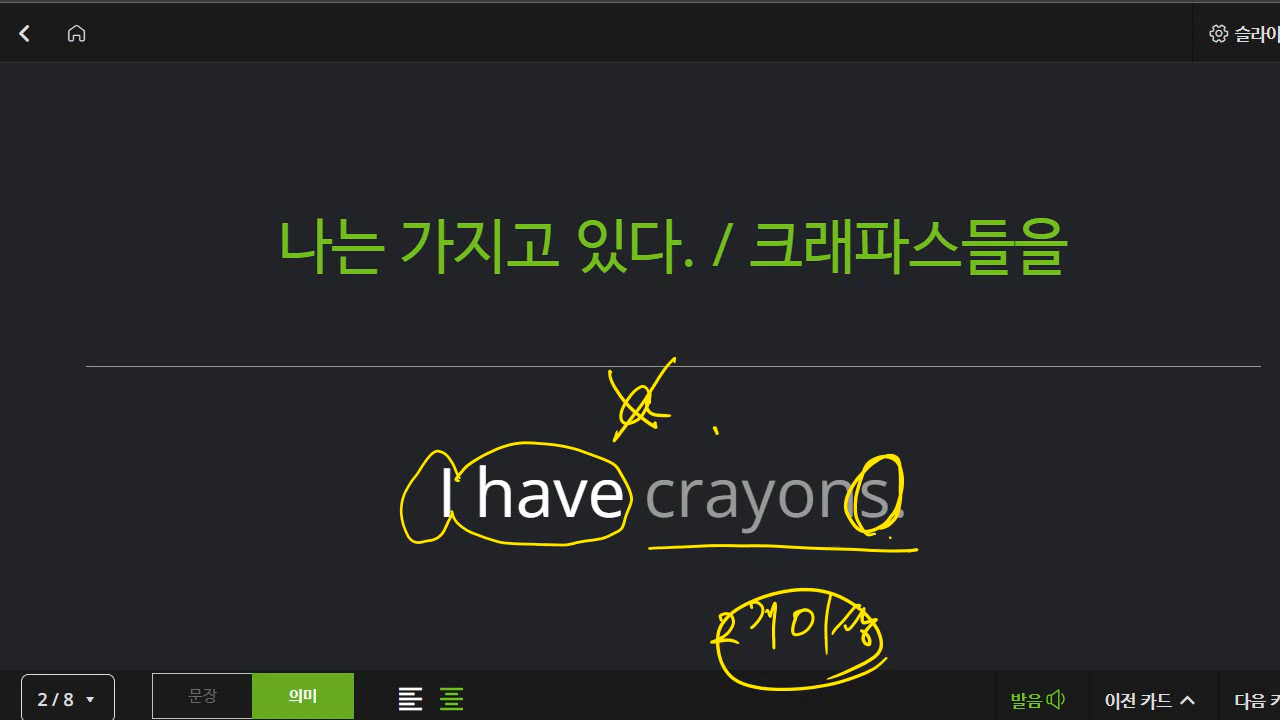 슬라이
나는 가지고 있다. / 크래파스들을
a
I have crayons.
2개이상
2 / 8 문장 의미 발음 이전 카드 다음 카